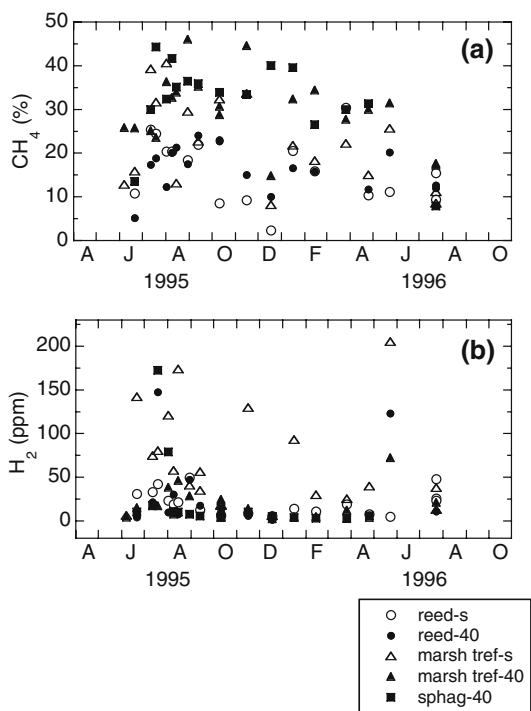 (a)
50
40
30
20
10
0
CH4 (%)
A J A O D F A J A O
1995 1996
(b)
200
150
100
50
0
H2 (ppm)
A J A O D F A J A O
1995 1996
reed-s
reed-40
marsh tref-s
marsh tref-40
sphag-40